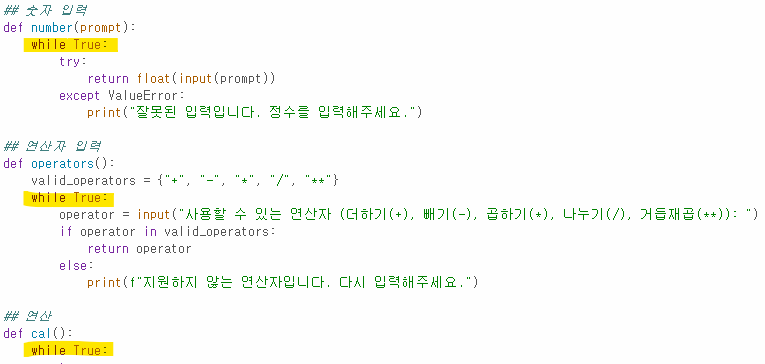 ## 숫자 입력
def number(prompt):
    while True:
        try:
            return float(input(prompt))
        except ValueError:
            print("잘못된 입력입니다. 정수를 입력해주세요.")
## 연산자 입력
def operators():
    valid_operators = {"+", "-", "*", "/", "**"}
    while True:
        operator = input("사용할 수 있는 연산자 (더하기(+), 빼기(-), 곱하기(*), 나누기(/), 거듭재곱(**)): ")
        if operator in valid_operators:
            return operator
        else:
            print(f"지원하지 않는 연산자입니다. 다시 입력해주세요.")
## 연산
def cal():
    while True: